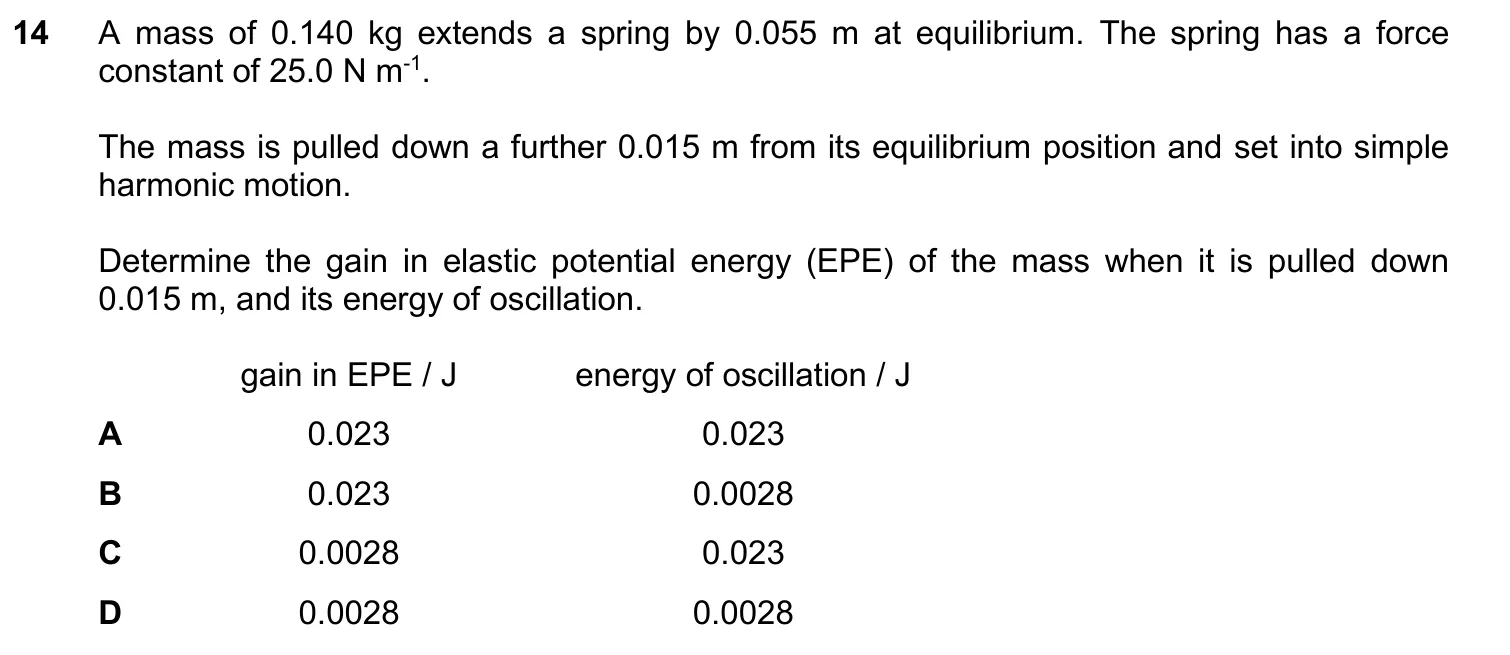 14 A mass of 0.140 kg extends a spring by 0.055 m at equilibrium. The spring has a force
constant of 25.0 N m⁻¹.
The mass is pulled down a further 0.015 m from its equilibrium position and set into simple
harmonic motion.
Determine the gain in elastic potential energy (EPE) of the mass when it is pulled down
0.015 m, and its energy of oscillation.
gain in EPE / J energy of oscillation / J
A 0.023 0.023
B 0.023 0.0028
C 0.0028 0.023
D 0.0028 0.0028